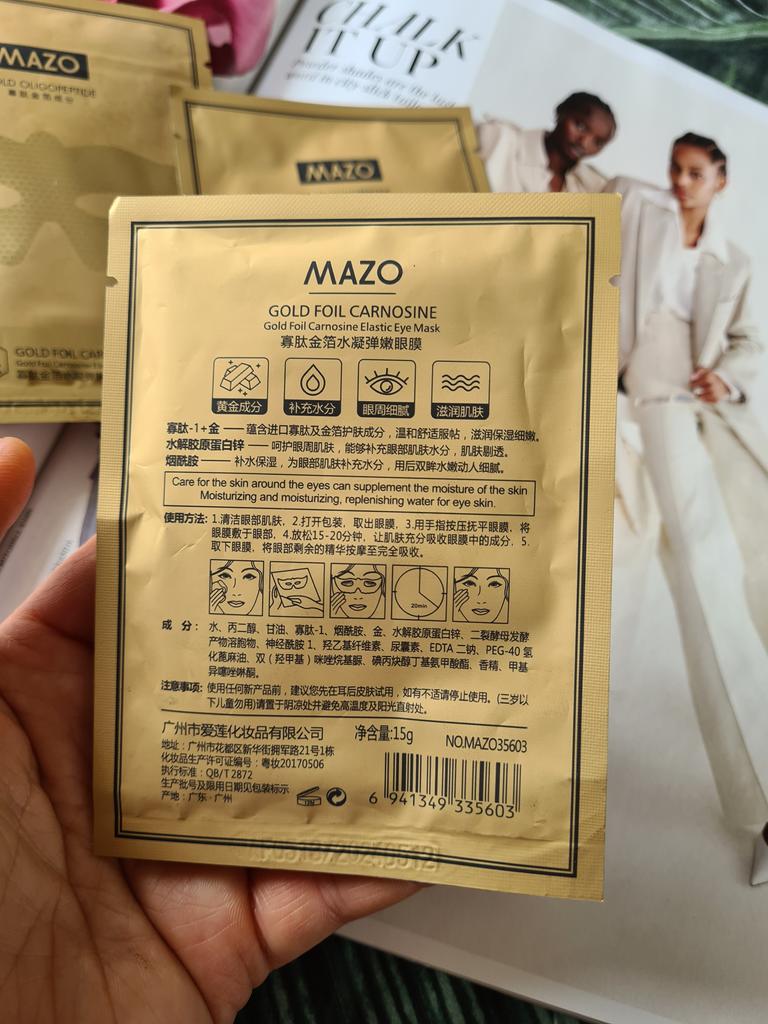 CHALK
IT UP
MAZO
GOLD OLIGOPEPTIDE
寡肽金箔成分
MAZO
GOLD FOIL CAR
MAZO
GOLD FOIL CARNOSINE
Gold Foil Carnosine Elastic Eye Mask
寡肽金箔水凝弹嫩眼膜
黄金成分 补充水分 眼周细腻 滋润肌肤
寡肽-1+金 —— 蕴含进口寡肽及金箔护肤成分，温和舒适服帖，滋润保湿细嫩。
水解胶原蛋白锌 —— 呵护眼周肌肤，能够补充眼部肌肤水分，肌肤剔透。
烟酰胺 —— 补水保湿，为眼部肌肤补充水分，用后双眸水嫩动人细腻。
Care for the skin around the eyes can supplement the moisture of the skin
Moisturizing and moisturizing, replenishing water for eye skin.
使用方法: 1.清洁眼部肌肤，2.打开包装，取出眼膜，3.用手指按压抚平眼膜，将
眼膜敷于眼部，4.放松15-20分钟，让肌肤充分吸收眼膜中的成分，5.
取下眼膜，将眼部剩余的精华按摩至完全吸收。
20min
成 分: 水、丙二醇、甘油、寡肽-1、烟酰胺、金、水解胶原蛋白锌、二裂酵母发酵
产物溶胞物、神经酰胺 1、羟乙基纤维素、尿囊素、EDTA 二钠、PEG-40 氢
化蓖麻油、双（羟甲基）咪唑烷基脲、碘丙炔醇丁基氨甲酸酯、香精、甲基
异噻唑啉酮。
注意事项: 使用任何新产品前，建议您先在耳后皮肤试用，如有不适请停止使用。(三岁以
下儿童勿用)请置于阴凉处并避免高温度及阳光直射处。
广州市爱莲化妆品有限公司 净含量:15g NO.MAZO35603
地址：广州市花都区新华街拥军路21号1栋
化妆品生产许可证编号：粤妆20170506
执行标准：QB/T 2872
生产批号及限用日期见包装标示
产地：广东·广州
6 941349 335603